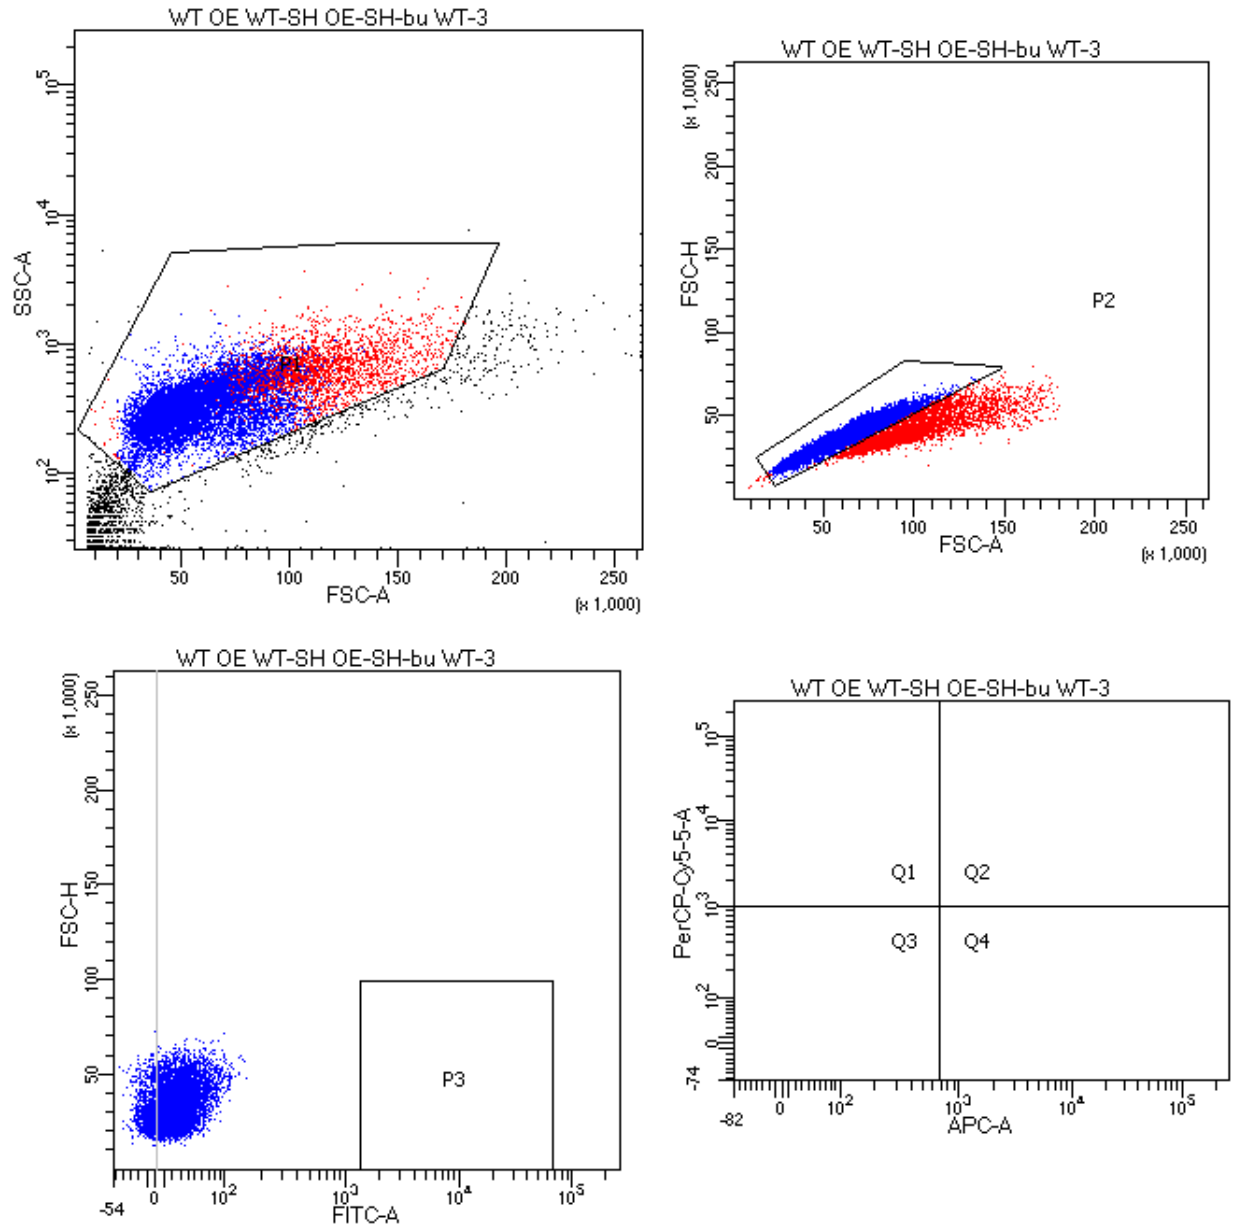 WT OE WT-SH OE-SH-bu WT-3
SSC-A
10^5
10^4
10^3
10^2
P1
50 100 150 200 250
FSC-A
(x 1,000)
WT OE WT-SH OE-SH-bu WT-3
(x 1,000)
FSC-H
250
200
150
100
50
P2
50 100 150 200 250
FSC-A
(x 1,000)
WT OE WT-SH OE-SH-bu WT-3
(x 1,000)
FSC-H
250
200
150
100
50
P3
-54 0 10^2 10^3 10^4 10^5
FITC-A
WT OE WT-SH OE-SH-bu WT-3
PerCP-Cy5-5-A
10^5
10^4
10^3
10^2
0
-74
Q1 Q2
Q3 Q4
-82 0 10^2 10^3 10^4 10^5
APC-A